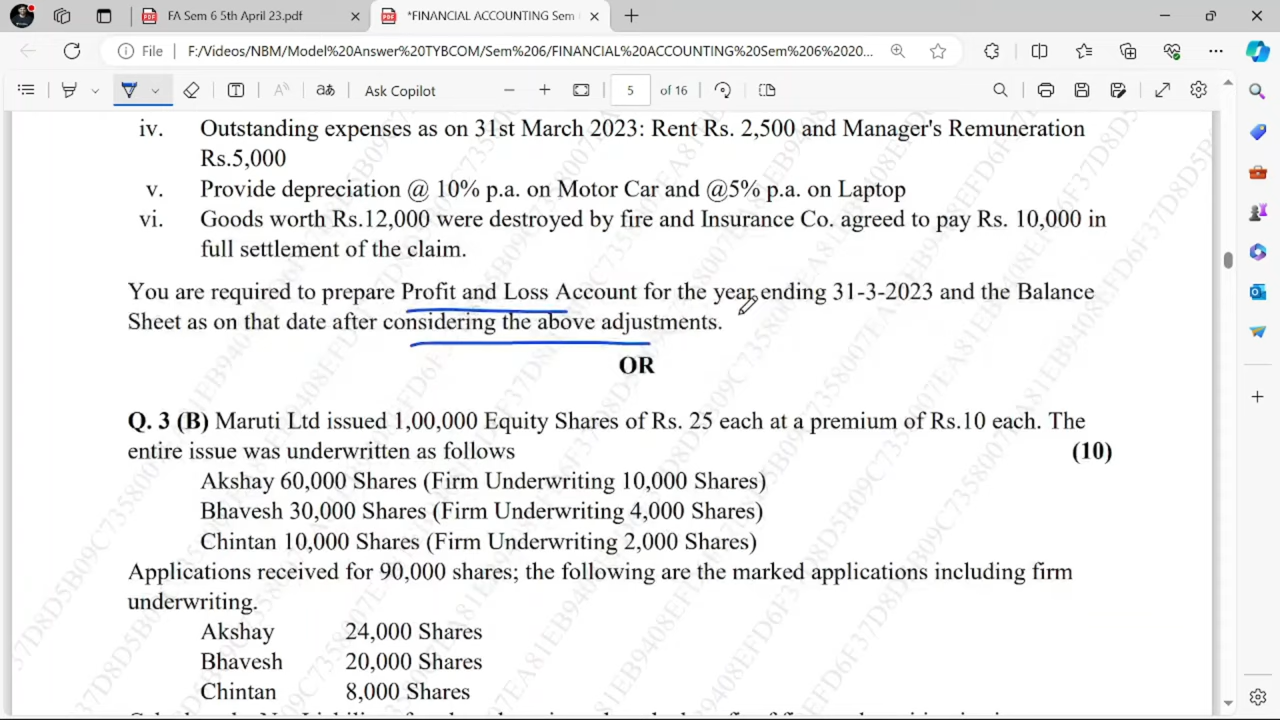 FA Sem 6 5th April 23.pdf
*FINANCIAL ACCOUNTING Sem
File
F:/Videos/NBM/Model%20Answer%20TYBCOM/Sem%206/FINANCIAL%20ACCOUNTING%20Sem%206%2020...
Ask Copilot
5 of 16
iv. Outstanding expenses as on 31st March 2023: Rent Rs. 2,500 and Manager's Remuneration
Rs.5,000
v. Provide depreciation @ 10% p.a. on Motor Car and @5% p.a. on Laptop
vi. Goods worth Rs.12,000 were destroyed by fire and Insurance Co. agreed to pay Rs. 10,000 in
full settlement of the claim.
You are required to prepare Profit and Loss Account for the year ending 31-3-2023 and the Balance
Sheet as on that date after considering the above adjustments.
OR
Q. 3 (B) Maruti Ltd issued 1,00,000 Equity Shares of Rs. 25 each at a premium of Rs.10 each. The
entire issue was underwritten as follows (10)
Akshay 60,000 Shares (Firm Underwriting 10,000 Shares)
Bhavesh 30,000 Shares (Firm Underwriting 4,000 Shares)
Chintan 10,000 Shares (Firm Underwriting 2,000 Shares)
Applications received for 90,000 shares; the following are the marked applications including firm
underwriting.
Akshay 24,000 Shares
Bhavesh 20,000 Shares
Chintan 8,000 Shares